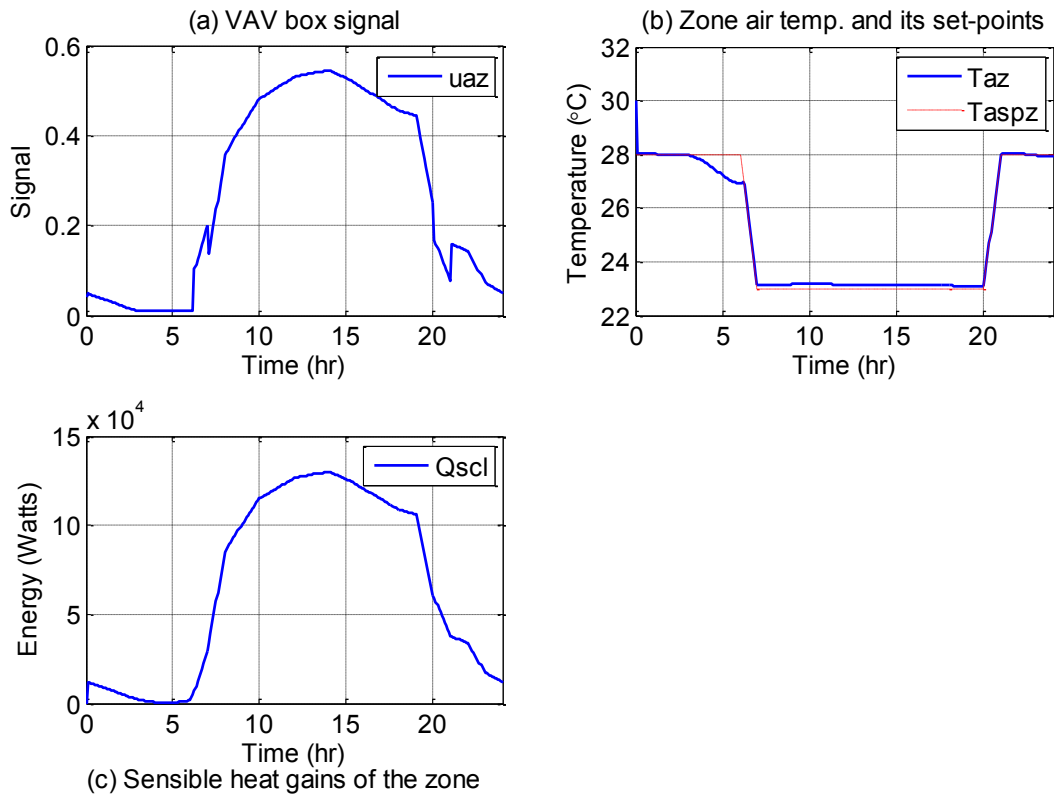 (a) VAV box signal
0.6
0.4
0.2
0
Signal
uaz
0 5 10 15 20
Time (hr)
(b) Zone air temp. and its set-points
32
30
28
26
24
22
Temperature (°C)
Taz
Taspz
0 5 10 15 20
Time (hr)
x 10^4
15
10
5
0
Energy (Watts)
Qscl
0 5 10 15 20
Time (hr)
(c) Sensible heat gains of the zone